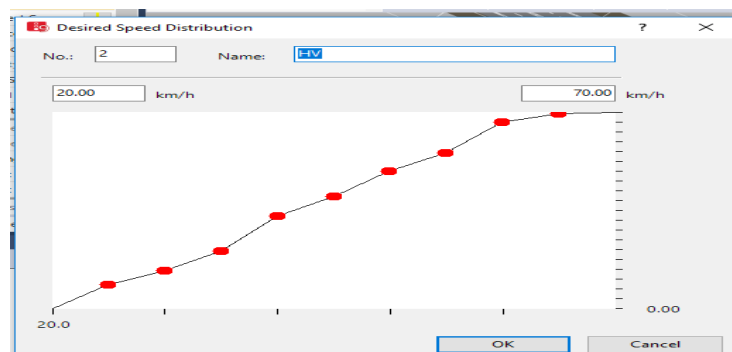 Desired Speed Distribution ?
No.: 2 Name: HV
20.00 km/h 70.00 km/h
0.00
20.0
OK Cancel